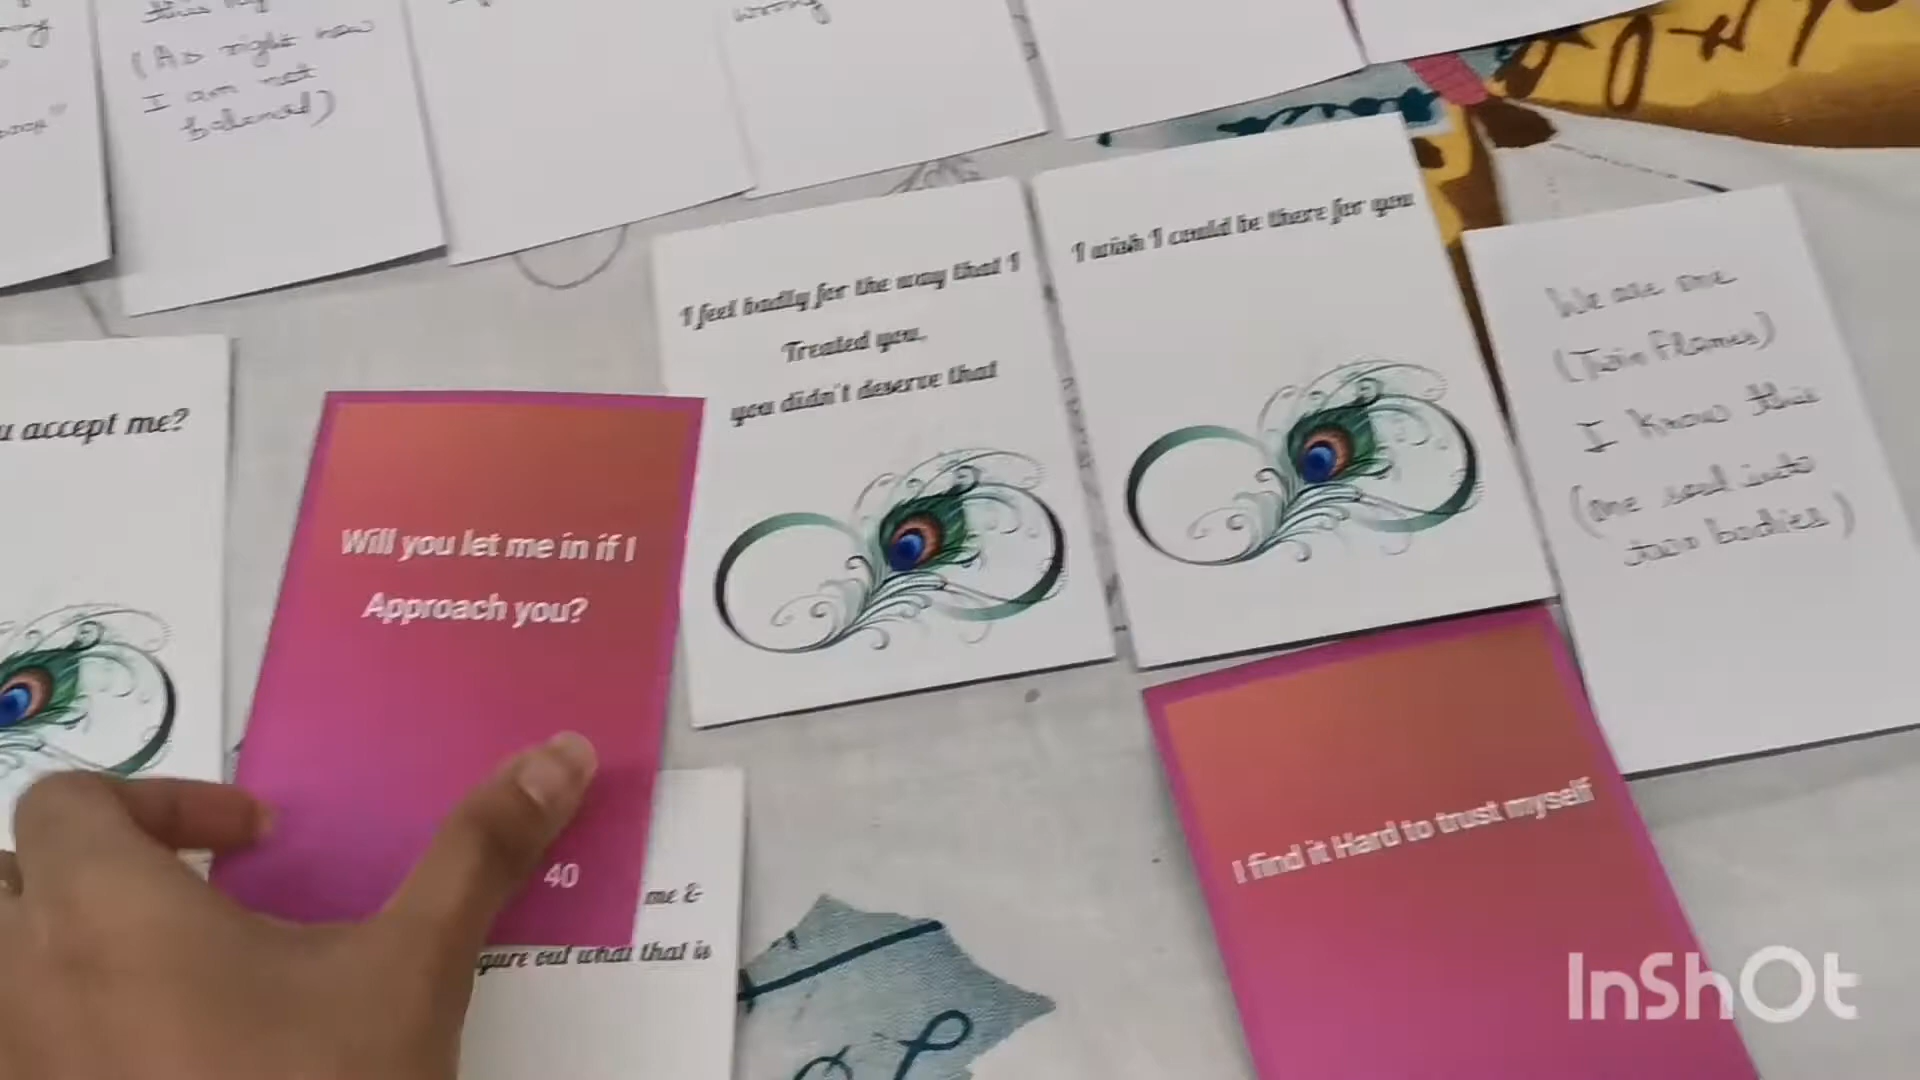 this
(As right now
I am not
balanced)
wrong
I feel badly for the way that I
Treated you.
you didn't deserve that
I wish I could be there for you
We are one
(Twin Flames)
I know this
(one soul into
two bodies)
u accept me?
Will you let me in if I
Approach you?
40
me &
gure out what that is
I find it Hard to trust myself
InShOt